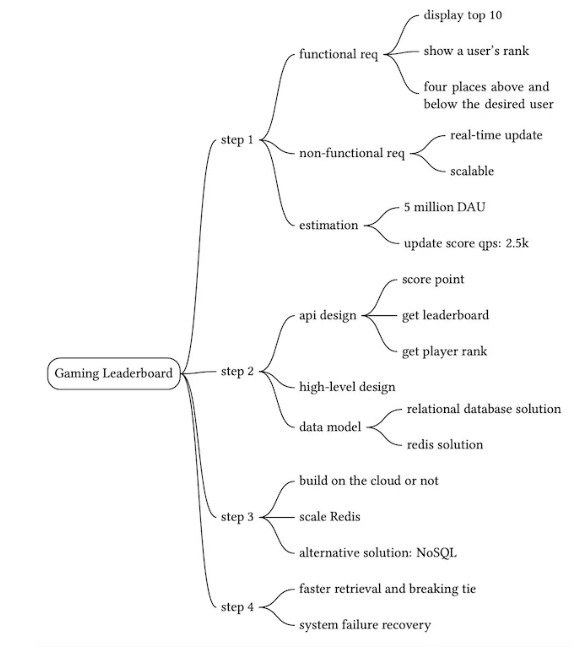 Gaming Leaderboard
step 1
functional req
display top 10
show a user's rank
four places above and
below the desired user
non-functional req
real-time update
scalable
estimation
5 million DAU
update score qps: 2.5k
step 2
api design
score point
get leaderboard
get player rank
high-level design
data model
relational database solution
redis solution
step 3
build on the cloud or not
scale Redis
alternative solution: NoSQL
step 4
faster retrieval and breaking tie
system failure recovery